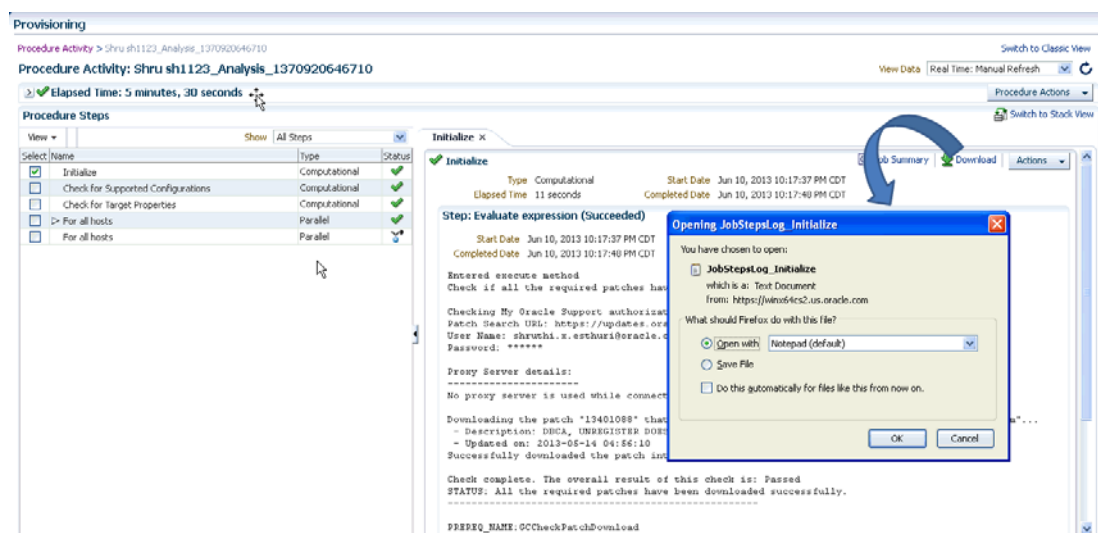 Provisioning
Procedure Activity > Shru sh1123_Analysis_1370920646710
Switch to Classic View
Procedure Activity: Shru sh1123_Analysis_1370920646710
View Data Real Time: Manual Refresh
Elapsed Time: 5 minutes, 30 seconds
Procedure Actions
Procedure Steps
Switch to Stack View
View
Show All Steps
Select Name Type Status
Initialize Computational
Check for Supported Configurations Computational
Check for Target Properties Computational
For all hosts Parallel
For all hosts Parallel
Initialize ×
Initialize
Job Summary Download Actions
Type Computational Start Date Jun 10, 2013 10:17:37 PM CDT
Elapsed Time 11 seconds Completed Date Jun 10, 2013 10:17:48 PM CDT
Step: Evaluate expression (Succeeded)
Start Date Jun 10, 2013 10:17:37 PM CDT
Completed Date Jun 10, 2013 10:17:48 PM CDT
Entered execute method
Check if all the required patches hav
Checking My Oracle Support authorizat
Patch Search URL: https://updates.ora
User Name: shruthi.x.esthuri@oracle.c
Password: ******
Proxy Server details:
----------------------
No proxy server is used while connect
Downloading the patch "13401088" that
- Description: DBCA, UNREGISTER DOES
- Updated on: 2013-05-14 04:56:10
Successfully downloaded the patch int
"...
Check complete. The overall result of this check is: Passed
STATUS: All the required patches have been downloaded successfully.
PREREQ_NAME:GCCheckPatchDownload
Opening JobStepsLog_Initialize
You have chosen to open:
JobStepsLog_Initialize
which is a: Text Document
from: https://winx64cs2.us.oracle.com
What should Firefox do with this file?
Open with Notepad (default)
Save File
Do this automatically for files like this from now on.
OK Cancel